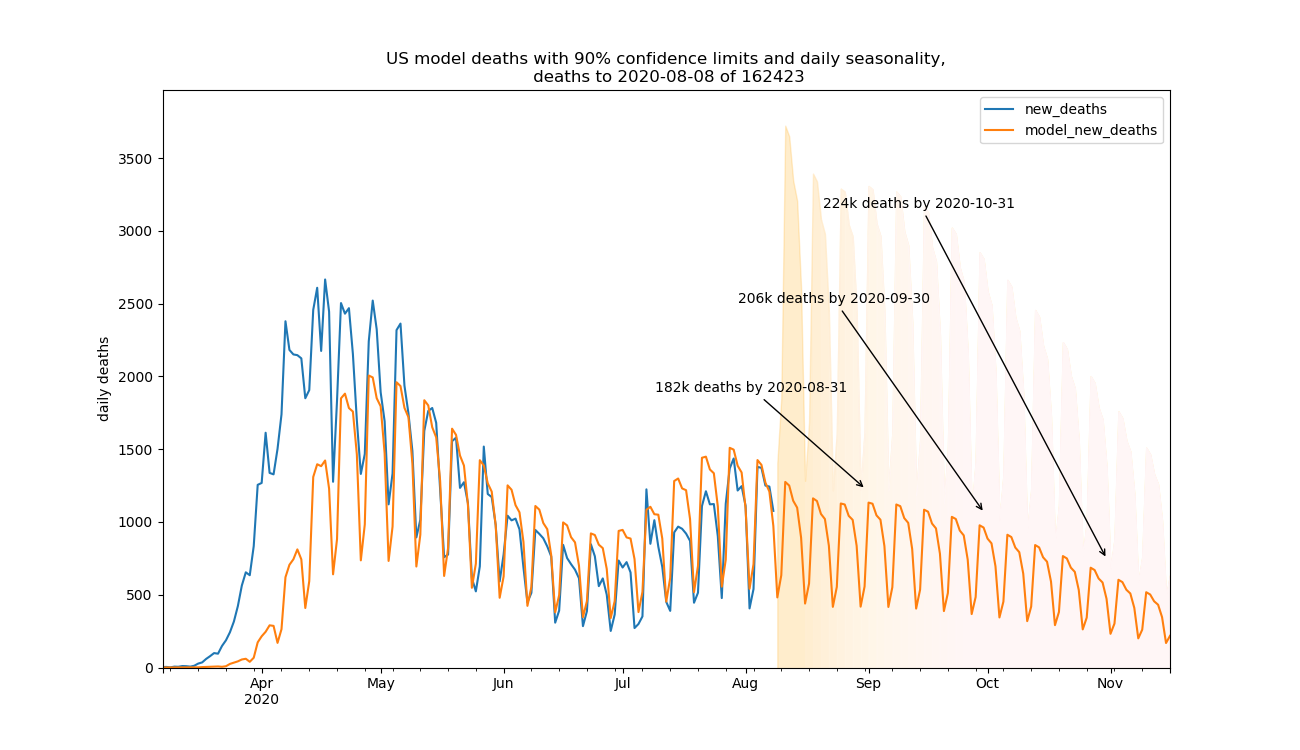 US model deaths with 90% confidence limits and daily seasonality,
deaths to 2020-08-08 of 162423
new_deaths
model_new_deaths
3500
3000
2500
2000
1500
1000
500
0
daily deaths
224k deaths by 2020-10-31
206k deaths by 2020-09-30
182k deaths by 2020-08-31
Apr May Jun Jul Aug Sep Oct Nov
2020